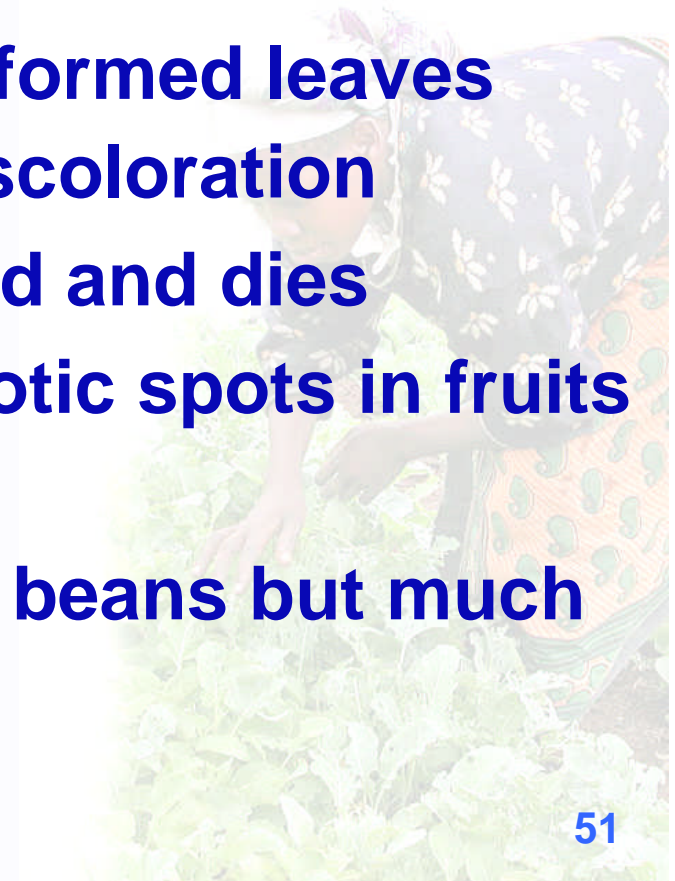 formed leaves
scoloration
d and dies
otic spots in fruits
beans but much
51